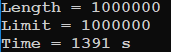 Length = 1000000
Limit = 1000000
Time = 1391 s